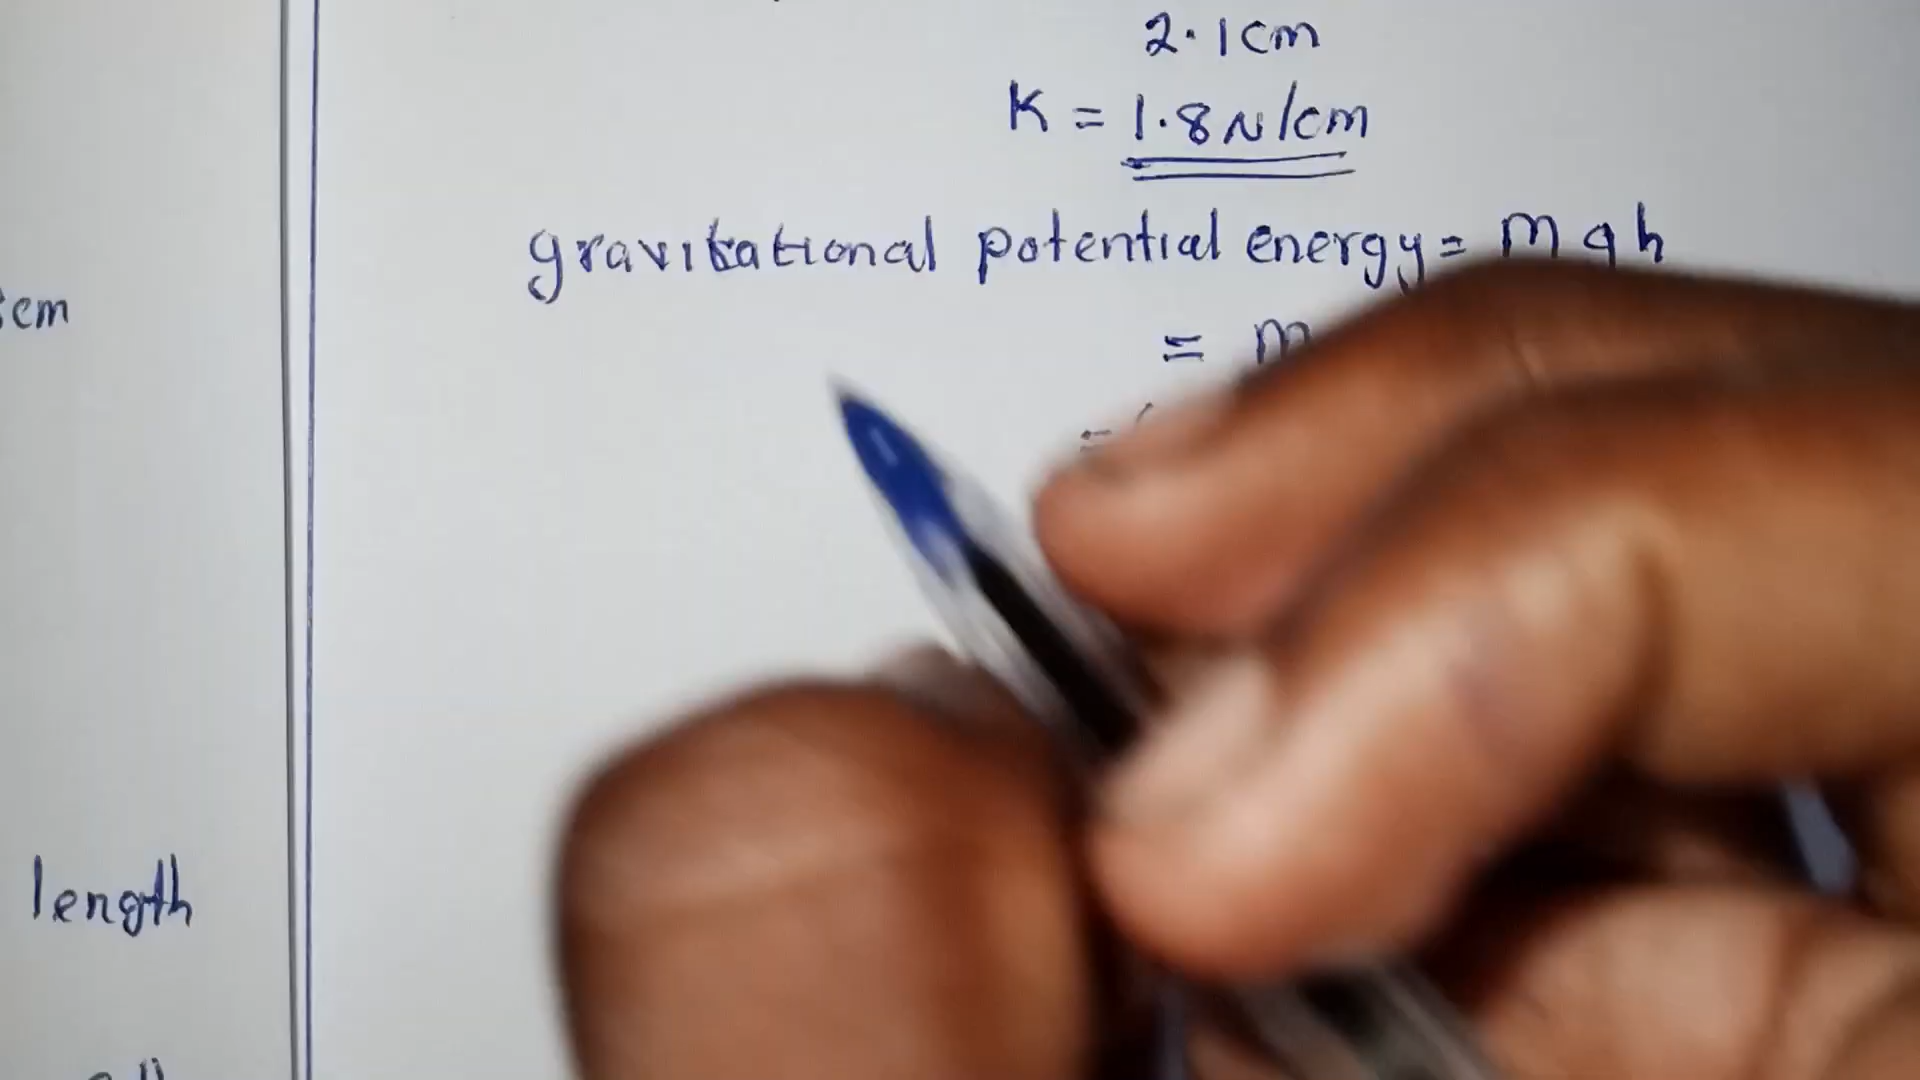 2.1cm
K = 1.8N/cm
gravitational potential energy = mgh
= m
=(
cm
length